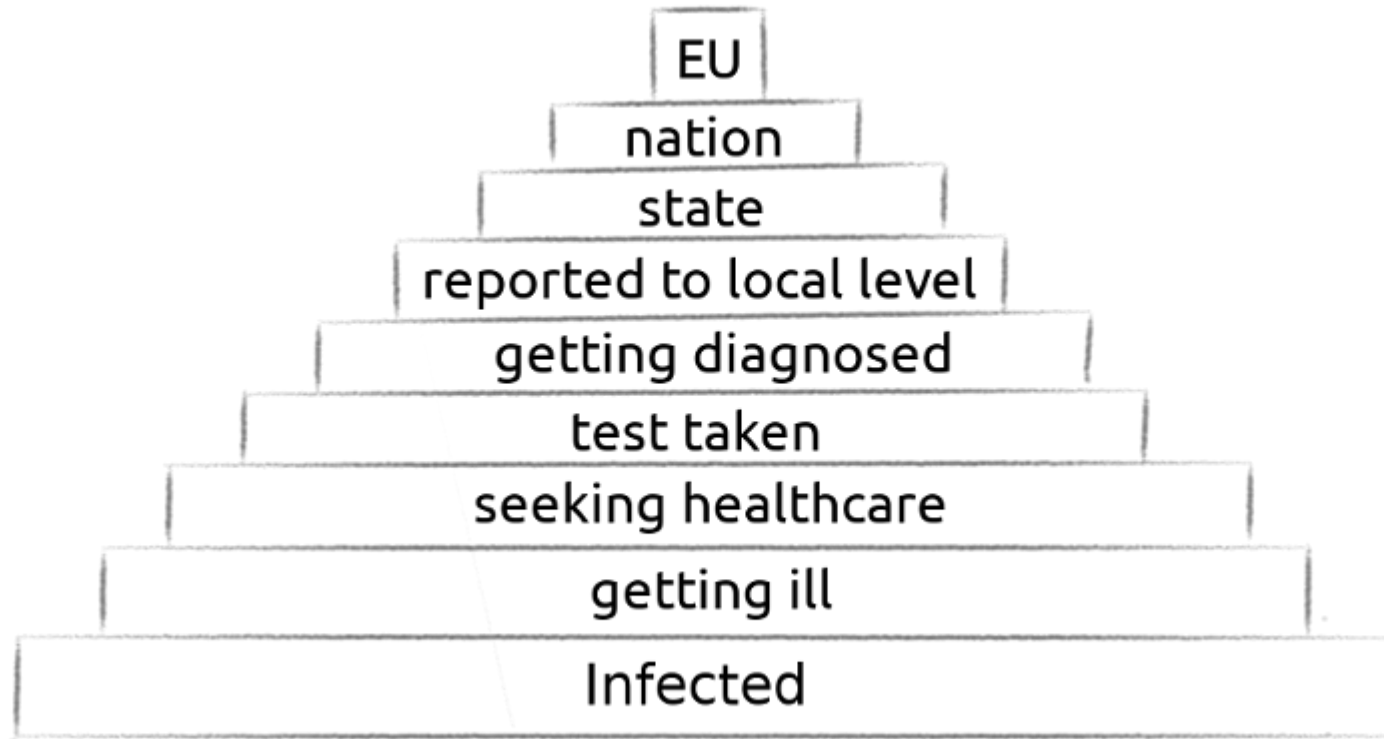 EU
nation
state
reported to local level
getting diagnosed
test taken
seeking healthcare
getting ill
Infected